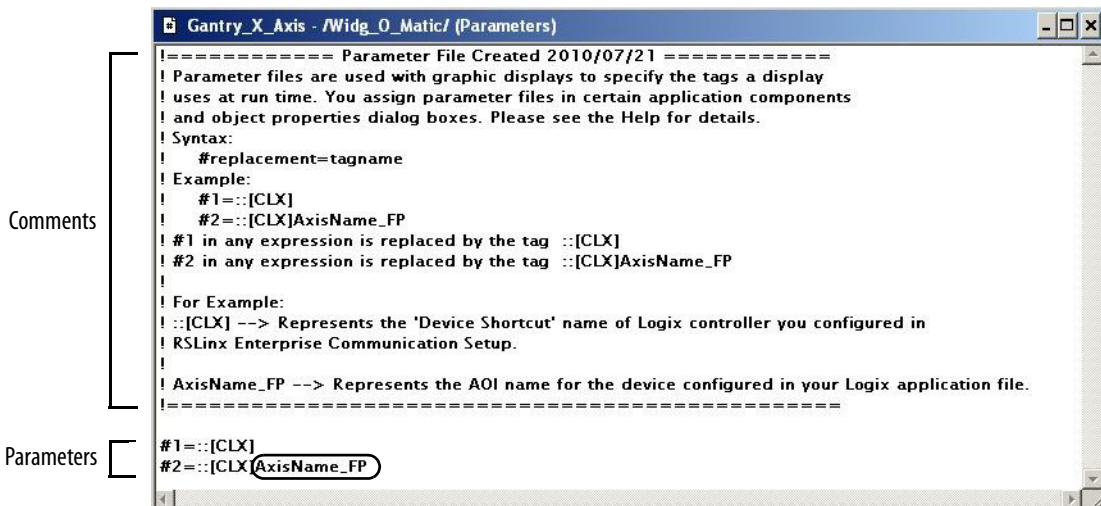 Gantry_X_Axis - /Widg_O_Matic/ (Parameters)
!============ Parameter File Created 2010/07/21 ============
! Parameter files are used with graphic displays to specify the tags a display
! uses at run time. You assign parameter files in certain application components
! and object properties dialog boxes. Please see the Help for details.
! Syntax:
!    #replacement=tagname
! Example:
!    #1=::[CLX]
!    #2=::[CLX]AxisName_FP
! #1 in any expression is replaced by the tag  ::[CLX]
! #2 in any expression is replaced by the tag  ::[CLX]AxisName_FP
!
! For Example:
! ::[CLX] --> Represents the 'Device Shortcut' name of Logix controller you configured in
! RSLinx Enterprise Communication Setup.
!
! AxisName_FP --> Represents the AOI name for the device configured in your Logix application file.
!================================================
Comments
#1=::[CLX]
#2=::[CLX]AxisName_FP
Parameters